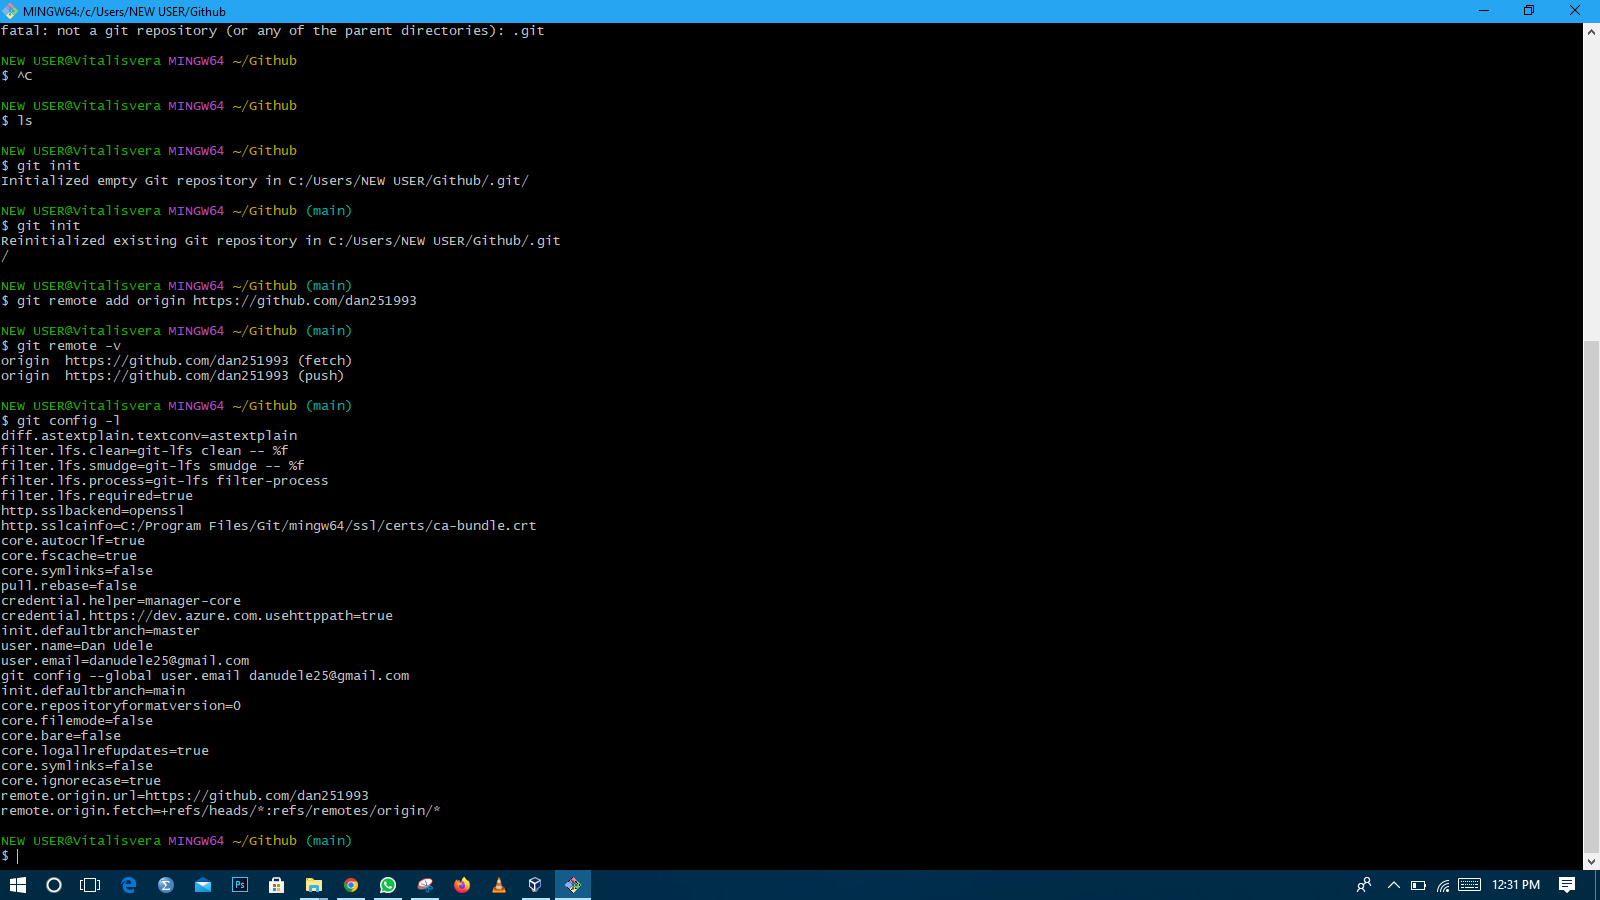 MINGW64:/c/Users/NEW USER/Github
fatal: not a git repository (or any of the parent directories): .git
NEW USER@Vitalisvera MINGW64 ~/Github
$ ^C
NEW USER@Vitalisvera MINGW64 ~/Github
$ ls
NEW USER@Vitalisvera MINGW64 ~/Github
$ git init
Initialized empty Git repository in C:/Users/NEW USER/Github/.git/
NEW USER@Vitalisvera MINGW64 ~/Github (main)
$ git init
Reinitialized existing Git repository in C:/Users/NEW USER/Github/.git
/
NEW USER@Vitalisvera MINGW64 ~/Github (main)
$ git remote add origin https://github.com/dan251993
NEW USER@Vitalisvera MINGW64 ~/Github (main)
$ git remote -v
origin  https://github.com/dan251993 (fetch)
origin  https://github.com/dan251993 (push)
NEW USER@Vitalisvera MINGW64 ~/Github (main)
$ git config -l
diff.astextplain.textconv=astextplain
filter.lfs.clean=git-lfs clean -- %f
filter.lfs.smudge=git-lfs smudge -- %f
filter.lfs.process=git-lfs filter-process
filter.lfs.required=true
http.sslbackend=openssl
http.sslcainfo=C:/Program Files/Git/mingw64/ssl/certs/ca-bundle.crt
core.autocrlf=true
core.fscache=true
core.symlinks=false
pull.rebase=false
credential.helper=manager-core
credential.https://dev.azure.com.usehttppath=true
init.defaultbranch=master
user.name=Dan Udele
user.email=danudele25@gmail.com
git config --global user.email danudele25@gmail.com
init.defaultbranch=main
core.repositoryformatversion=0
core.filemode=false
core.bare=false
core.logallrefupdates=true
core.symlinks=false
core.ignorecase=true
remote.origin.url=https://github.com/dan251993
remote.origin.fetch=+refs/heads/*:refs/remotes/origin/*
NEW USER@Vitalisvera MINGW64 ~/Github (main)
$
Ps
12:31 PM